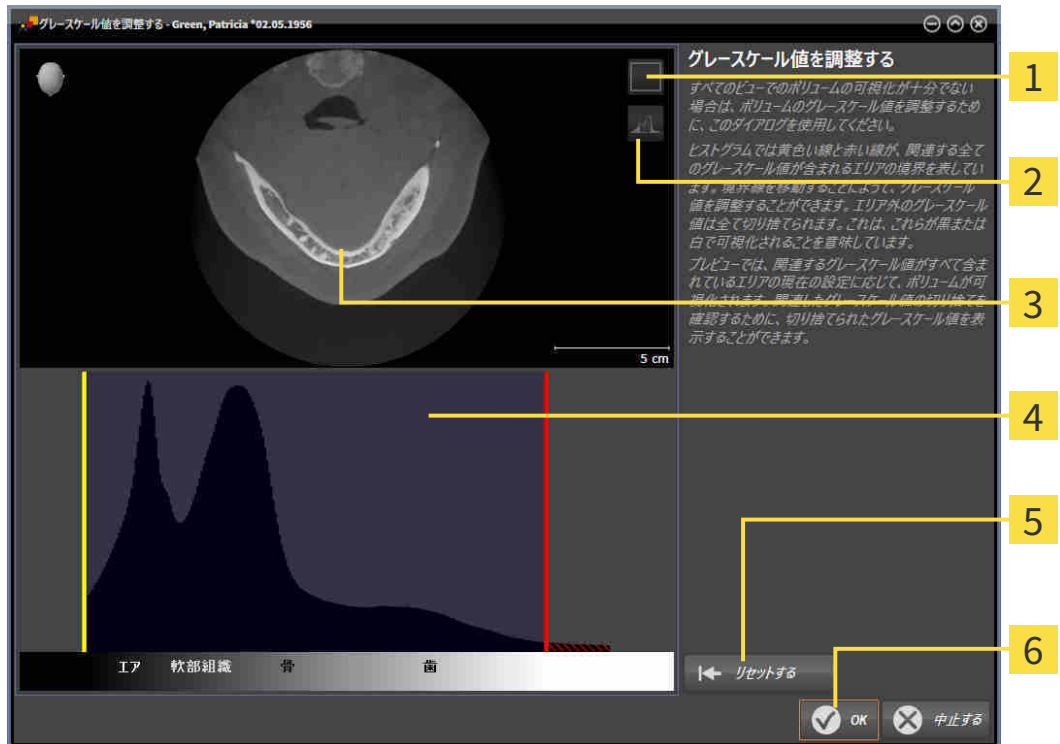 グレースケール値を調整する - Green, Patricia *02.05.1956
5 cm
エア 軟部組織 骨 歯
グレースケール値を調整する
すべてのビューでのボリュームの可視化が十分でない
場合は、ボリュームのグレースケール値を調整するため
に、このダイアログを使用してください。
ヒストグラムでは黄色い線と赤い線が、関連する全て
のグレースケール値が含まれるエリアの境界を表してい
ます。境界線を移動することによって、グレースケール
値を調整することができます。エリア外のグレースケール
値は全て切り捨てられます。これは、これらが黒または
白で可視化されることを意味しています。
プレビューでは、関連するグレースケール値がすべて含ま
れているエリアの現在の設定に応じて、ボリュームが可
視化されます。関連したグレースケール値の切り捨てを
確認するために、切り捨てられたグレースケール値を表
示することができます。
リセットする
OK 中止する
1
2
3
4
5
6